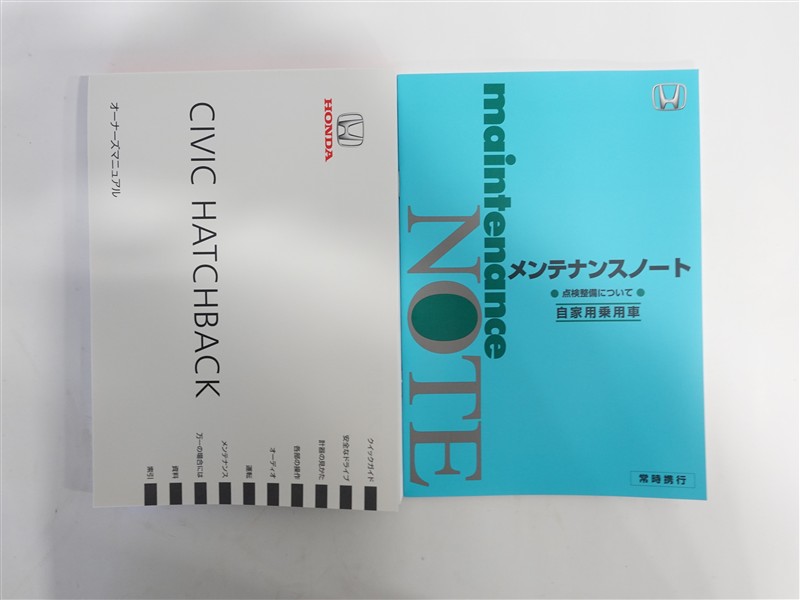 HONDA
CIVIC HATCHBACK
オーナーズマニュアル
クイックガイド
安全なドライブ
計器の見かた
各部の操作
オーディオ
運転
メンテナンス
万一の場合には
資料
索引
maintenance
NOTE
メンテナンスノート
● 点検整備について ●
自家用乗用車
常時携行